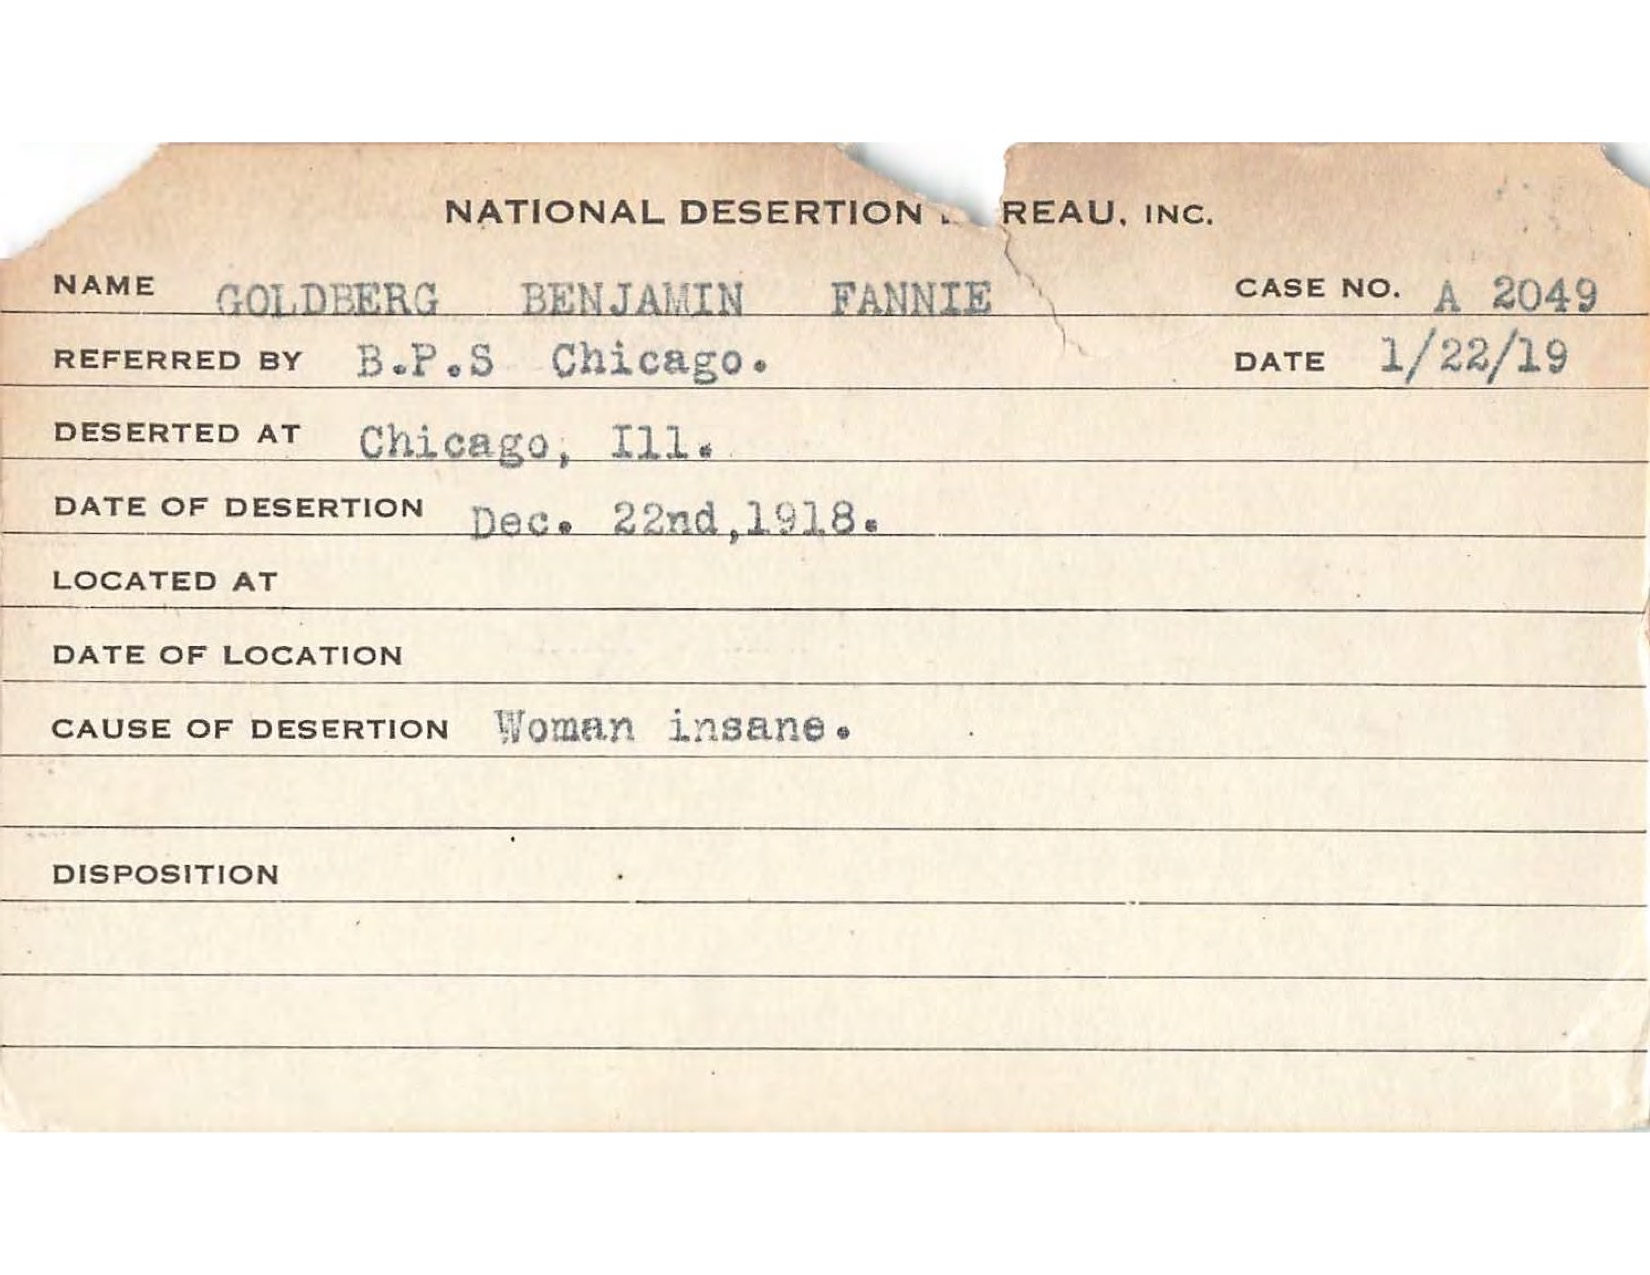 NATIONAL DESERTION REAU, INC.
NAME GOLDBERG BENJAMIN FANNIE CASE NO. A 2049
REFERRED BY B.P.S Chicago. DATE 1/22/19
DESERTED AT Chicago, Ill.
DATE OF DESERTION Dec. 22nd,1918.
LOCATED AT
DATE OF LOCATION
CAUSE OF DESERTION Woman insane.
DISPOSITION